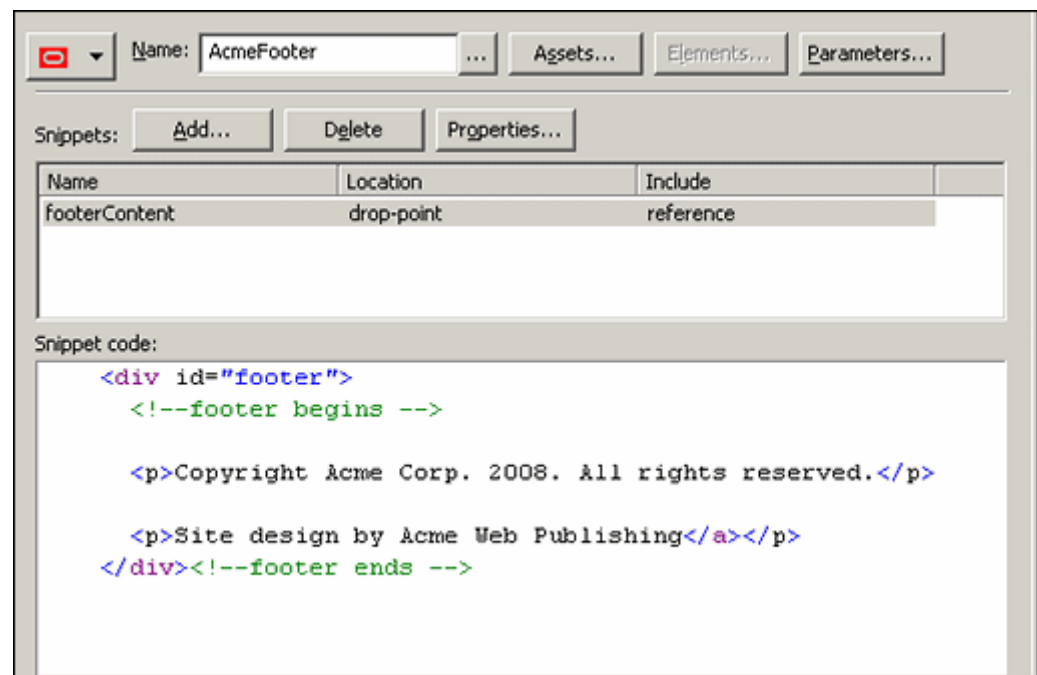 Name: AcmeFooter ... Assets... Elements... Parameters...
Snippets: Add... Delete Properties...
Name Location Include
footerContent drop-point reference
Snippet code:
<div id="footer">
<!--footer begins -->
<p>Copyright Acme Corp. 2008. All rights reserved.</p>
<p>Site design by Acme Web Publishing</a></p>
</div><!--footer ends -->